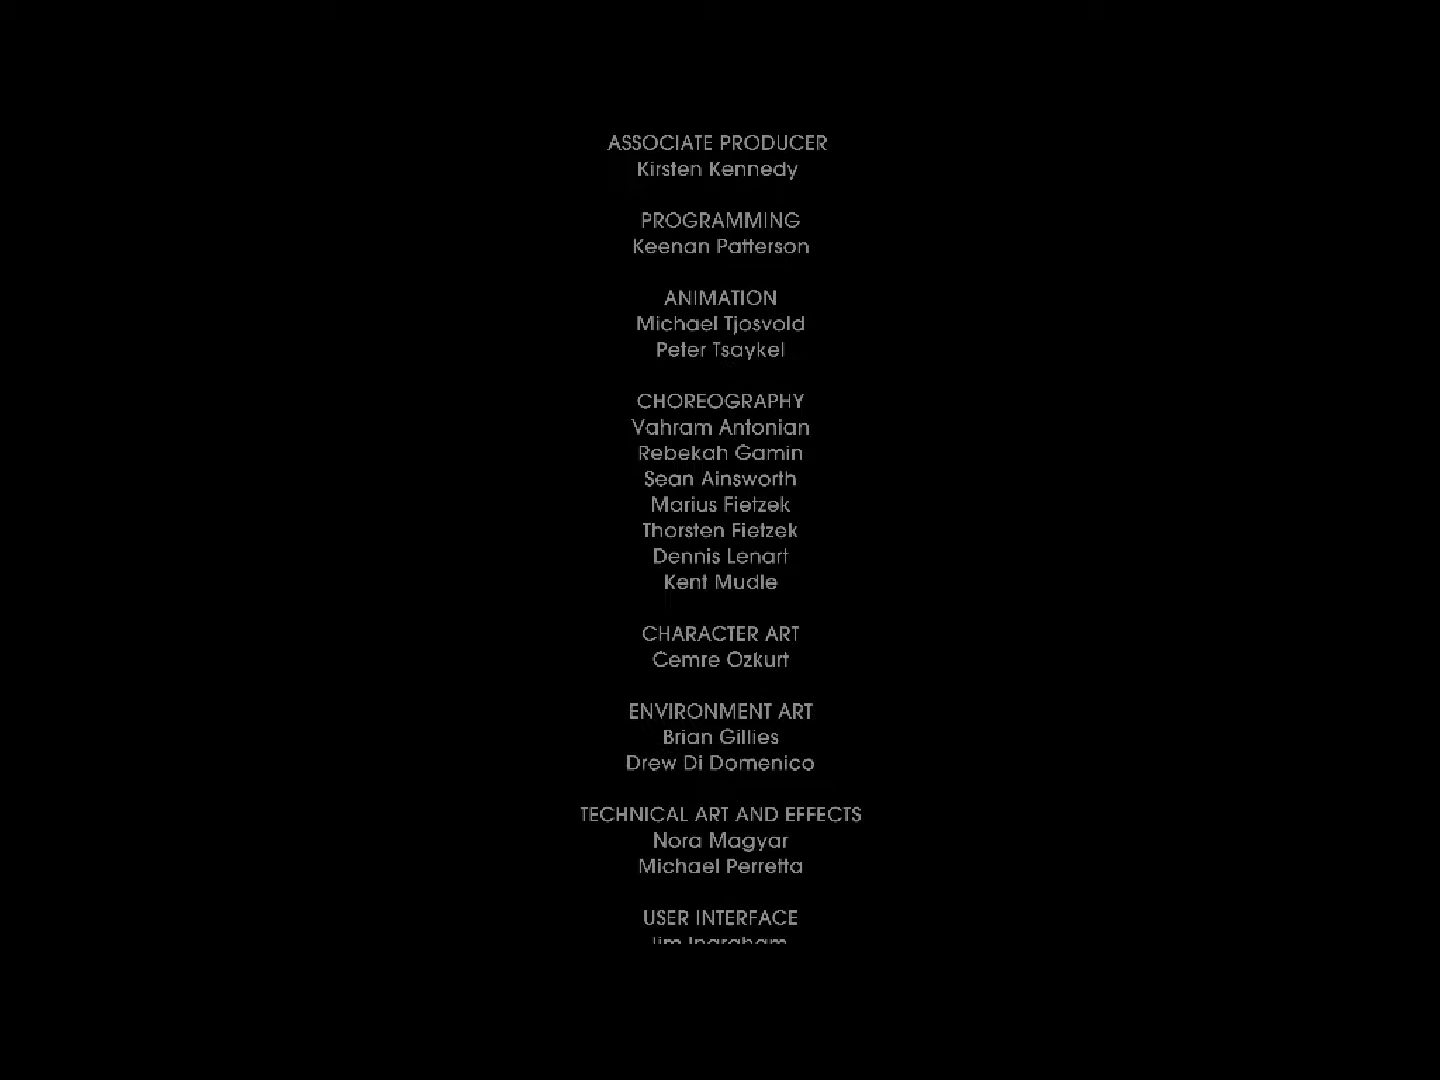 ASSOCIATE PRODUCER
Kirsten Kennedy
PROGRAMMING
Keenan Patterson
ANIMATION
Michael Tjosvold
Peter Tsaykel
CHOREOGRAPHY
Vahram Antonian
Rebekah Gamin
Sean Ainsworth
Marius Fietzek
Thorsten Fietzek
Dennis Lenart
Kent Mudle
CHARACTER ART
Cemre Ozkurt
ENVIRONMENT ART
Brian Gillies
Drew Di Domenico
TECHNICAL ART AND EFFECTS
Nora Magyar
Michael Perretta
USER INTERFACE
Jim Ingraham